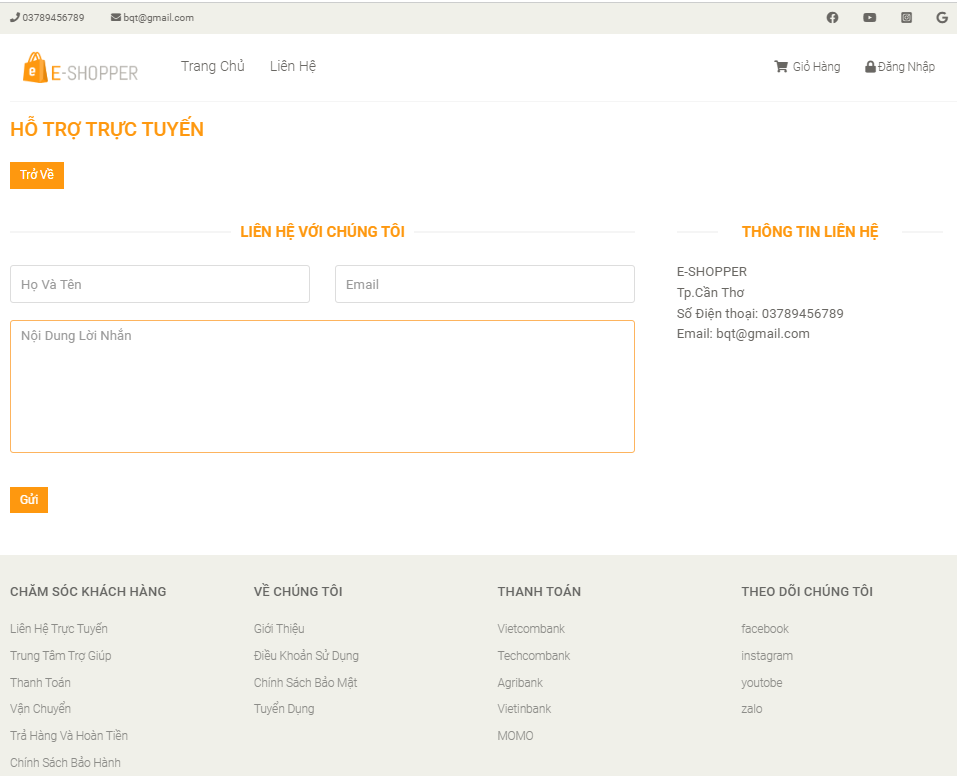 03789456789 bqt@gmail.com
e E-SHOPPER Trang Chủ Liên Hệ Giỏ Hàng Đăng Nhập
HỖ TRỢ TRỰC TUYẾN
Trở Về
LIÊN HỆ VỚI CHÚNG TÔI
Họ Và Tên Email
Nội Dung Lời Nhắn
Gửi
THÔNG TIN LIÊN HỆ
E-SHOPPER
Tp.Cần Thơ
Số Điện thoại: 03789456789
Email: bqt@gmail.com
CHĂM SÓC KHÁCH HÀNG
Liên Hệ Trực Tuyến
Trung Tâm Trợ Giúp
Thanh Toán
Vận Chuyển
Trả Hàng Và Hoàn Tiền
Chính Sách Bảo Hành
VỀ CHÚNG TÔI
Giới Thiệu
Điều Khoản Sử Dụng
Chính Sách Bảo Mật
Tuyển Dụng
THANH TOÁN
Vietcombank
Techcombank
Agribank
Vietinbank
MOMO
THEO DÕI CHÚNG TÔI
facebook
instagram
youtobe
zalo